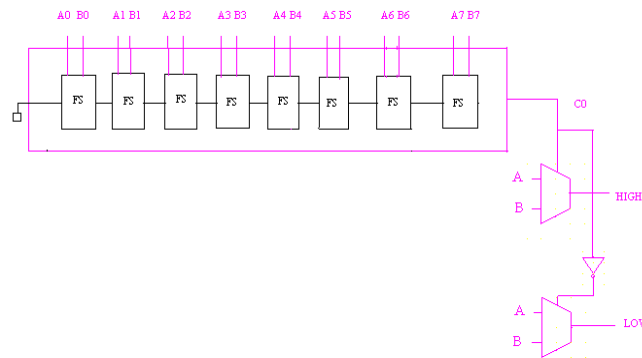 A0 B0 A1 B1 A2 B2 A3 B3 A4 B4 A5 B5 A6 B6 A7 B7
FS FS FS FS FS FS FS FS
C0
A
B
HIGH
A
B
LOW